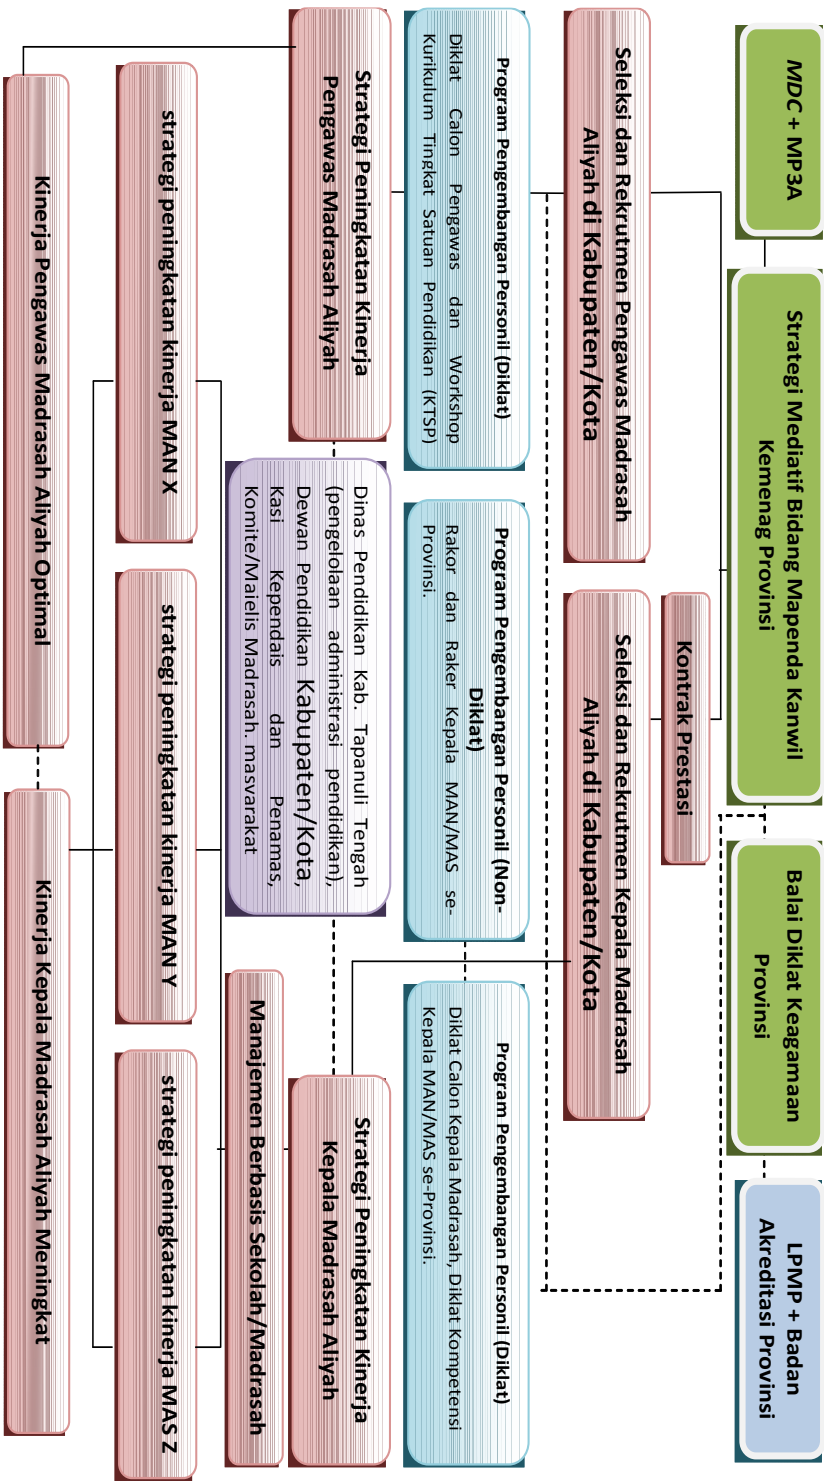 MDC + MP3A
Strategi Mediatif Bidang Mapenda Kanwil
Kemenag Provinsi
Balai Diklat Keagamaan
Provinsi
LPMP + Badan
Akreditasi Provinsi
Kontrak Prestasi
Seleksi dan Rekrutmen Pengawas Madrasah
Aliyah di Kabupaten/Kota
Seleksi dan Rekrutmen Kepala Madrasah
Aliyah di Kabupaten/Kota
Program Pengembangan Personil (Diklat)
Diklat Calon Pengawas dan Workshop
Kurikulum Tingkat Satuan Pendidikan (KTSP)
Program Pengembangan Personil (Non-
Diklat)
Rakor dan Raker Kepala MAN/MAS se-
Provinsi.
Program Pengembangan Personil (Diklat)
Diklat Calon Kepala Madrasah, Diklat Kompetensi
Kepala MAN/MAS se-Provinsi.
Strategi Peningkatan Kinerja
Pengawas Madrasah Aliyah
Dinas Pendidikan Kab. Tapanuli Tengah
(pengelolaan administrasi pendidikan),
Dewan Pendidikan Kabupaten/Kota,
Kasi Kependais dan Penamas,
Komite/Majelis Madrasah. masyarakat
Strategi Peningkatan Kinerja
Kepala Madrasah Aliyah
Manajemen Berbasis Sekolah/Madrasah
strategi peningkatan kinerja MAN X
strategi peningkatan kinerja MAN Y
strategi peningkatan kinerja MAS Z
Kinerja Pengawas Madrasah Aliyah Optimal
Kinerja Kepala Madrasah Aliyah Meningkat